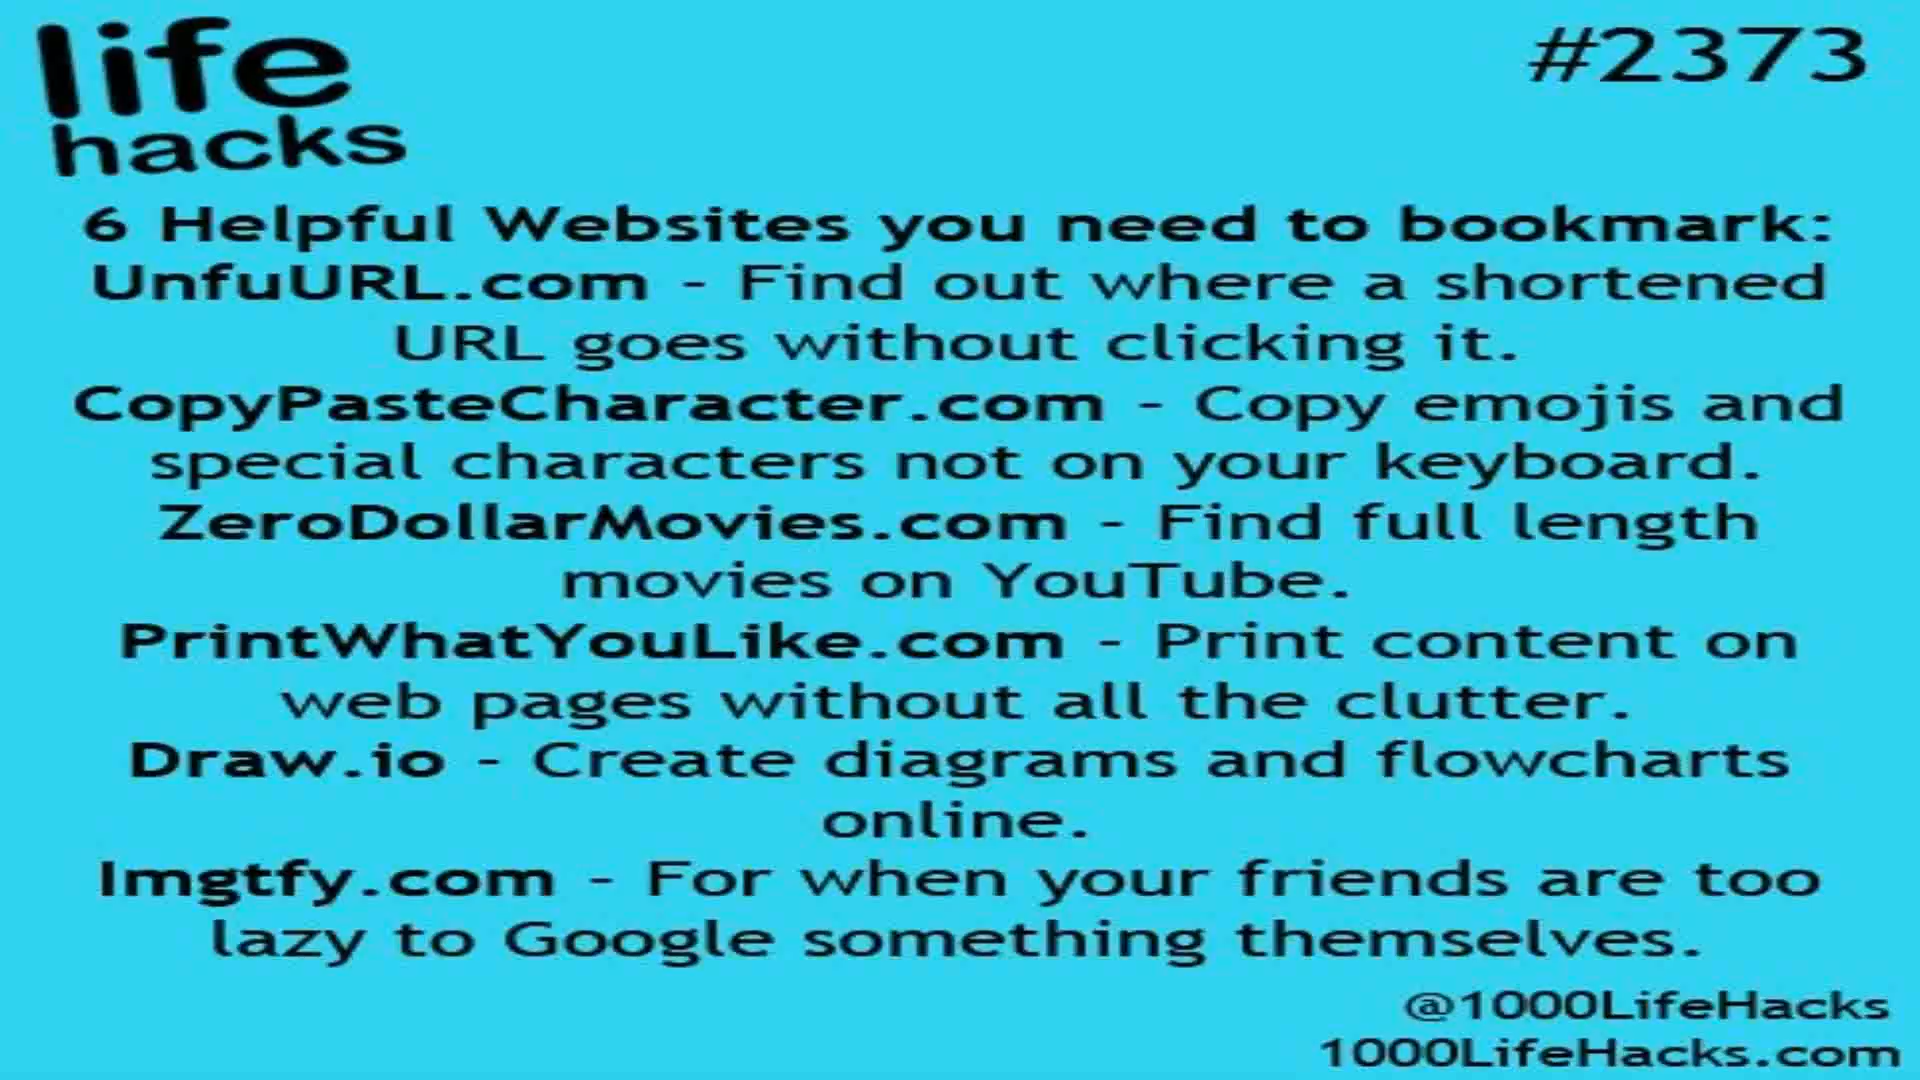 life
hacks
#2373
6 Helpful Websites you need to bookmark:
UnfuURL.com - Find out where a shortened
URL goes without clicking it.
CopyPasteCharacter.com - Copy emojis and
special characters not on your keyboard.
ZeroDollarMovies.com - Find full length
movies on YouTube.
PrintWhatYouLike.com - Print content on
web pages without all the clutter.
Draw.io - Create diagrams and flowcharts
online.
Imgtfy.com - For when your friends are too
lazy to Google something themselves.
@1000LifeHacks
1000LifeHacks.com